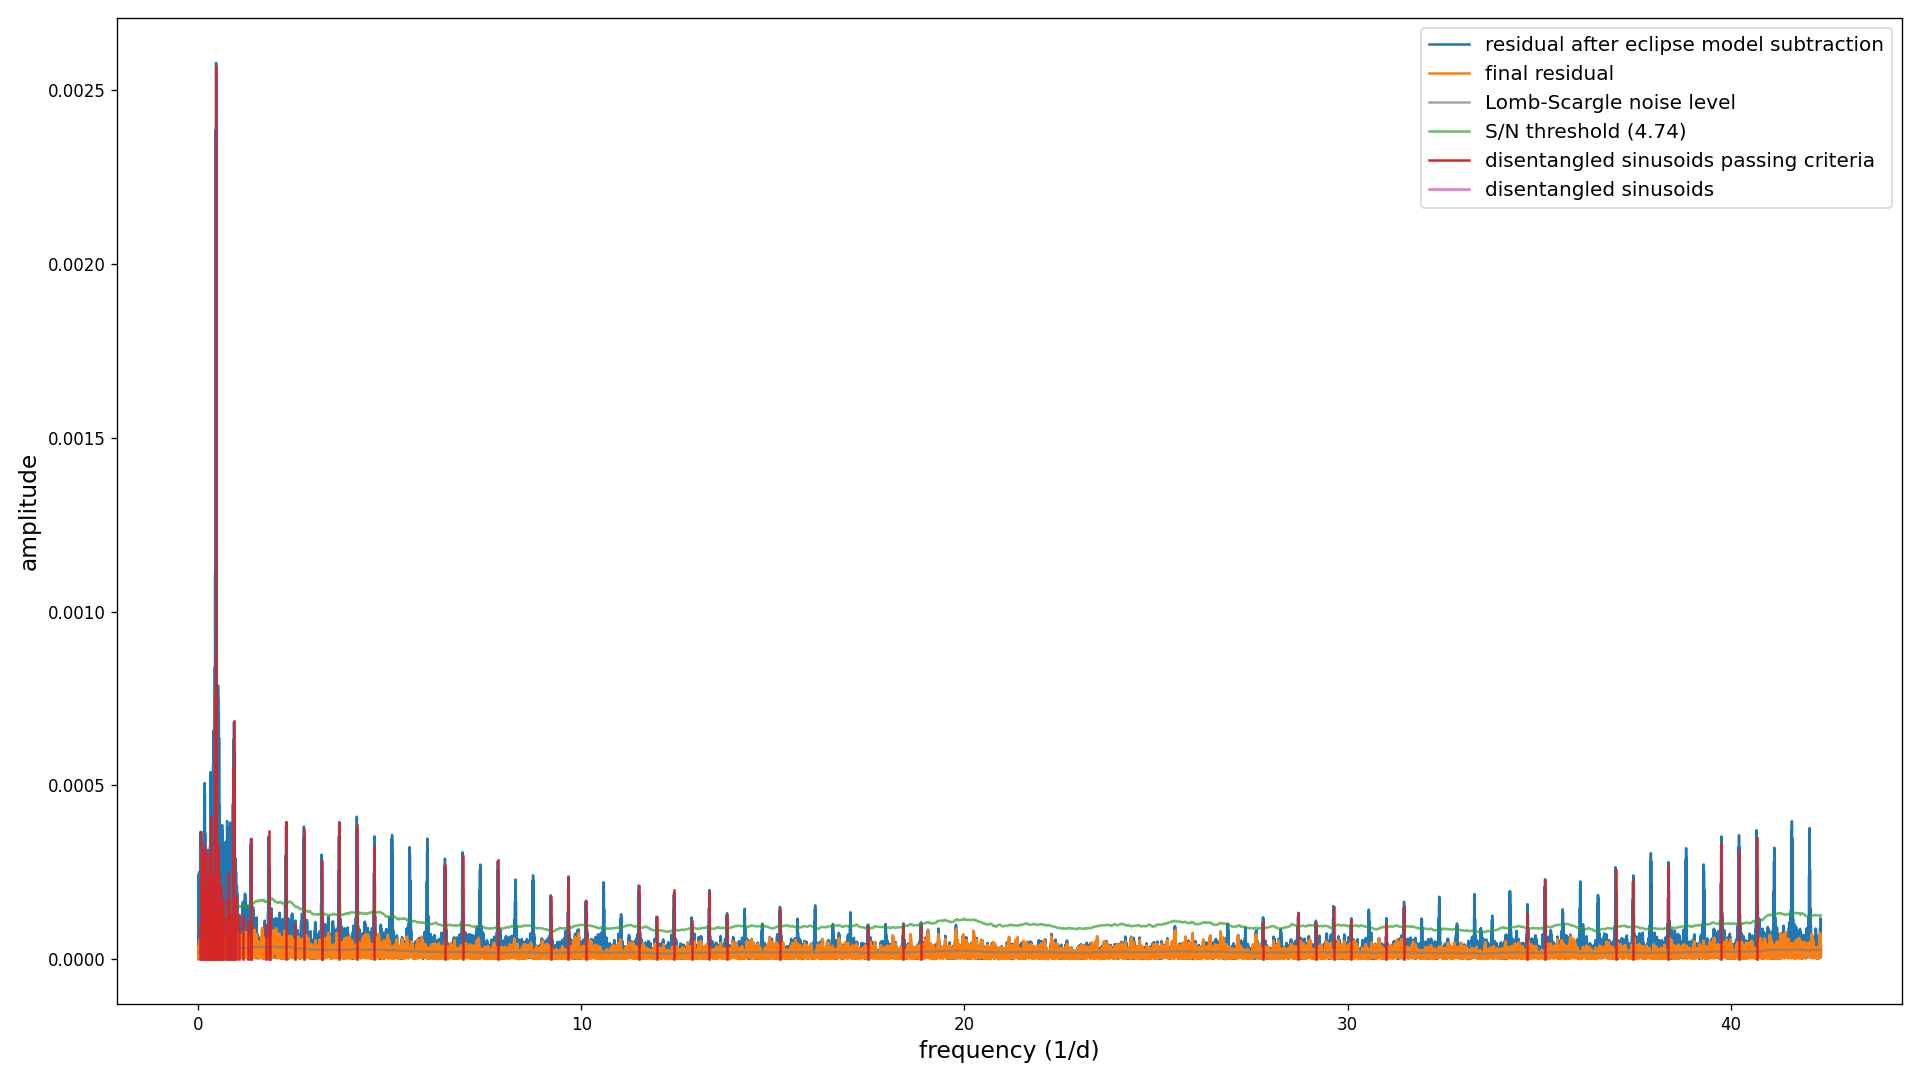 residual after eclipse model subtraction
final residual
Lomb-Scargle noise level
S/N threshold (4.74)
disentangled sinusoids passing criteria
disentangled sinusoids
amplitude
0.0025
0.0020
0.0015
0.0010
0.0005
0.0000
0 10 20 30 40
frequency (1/d)